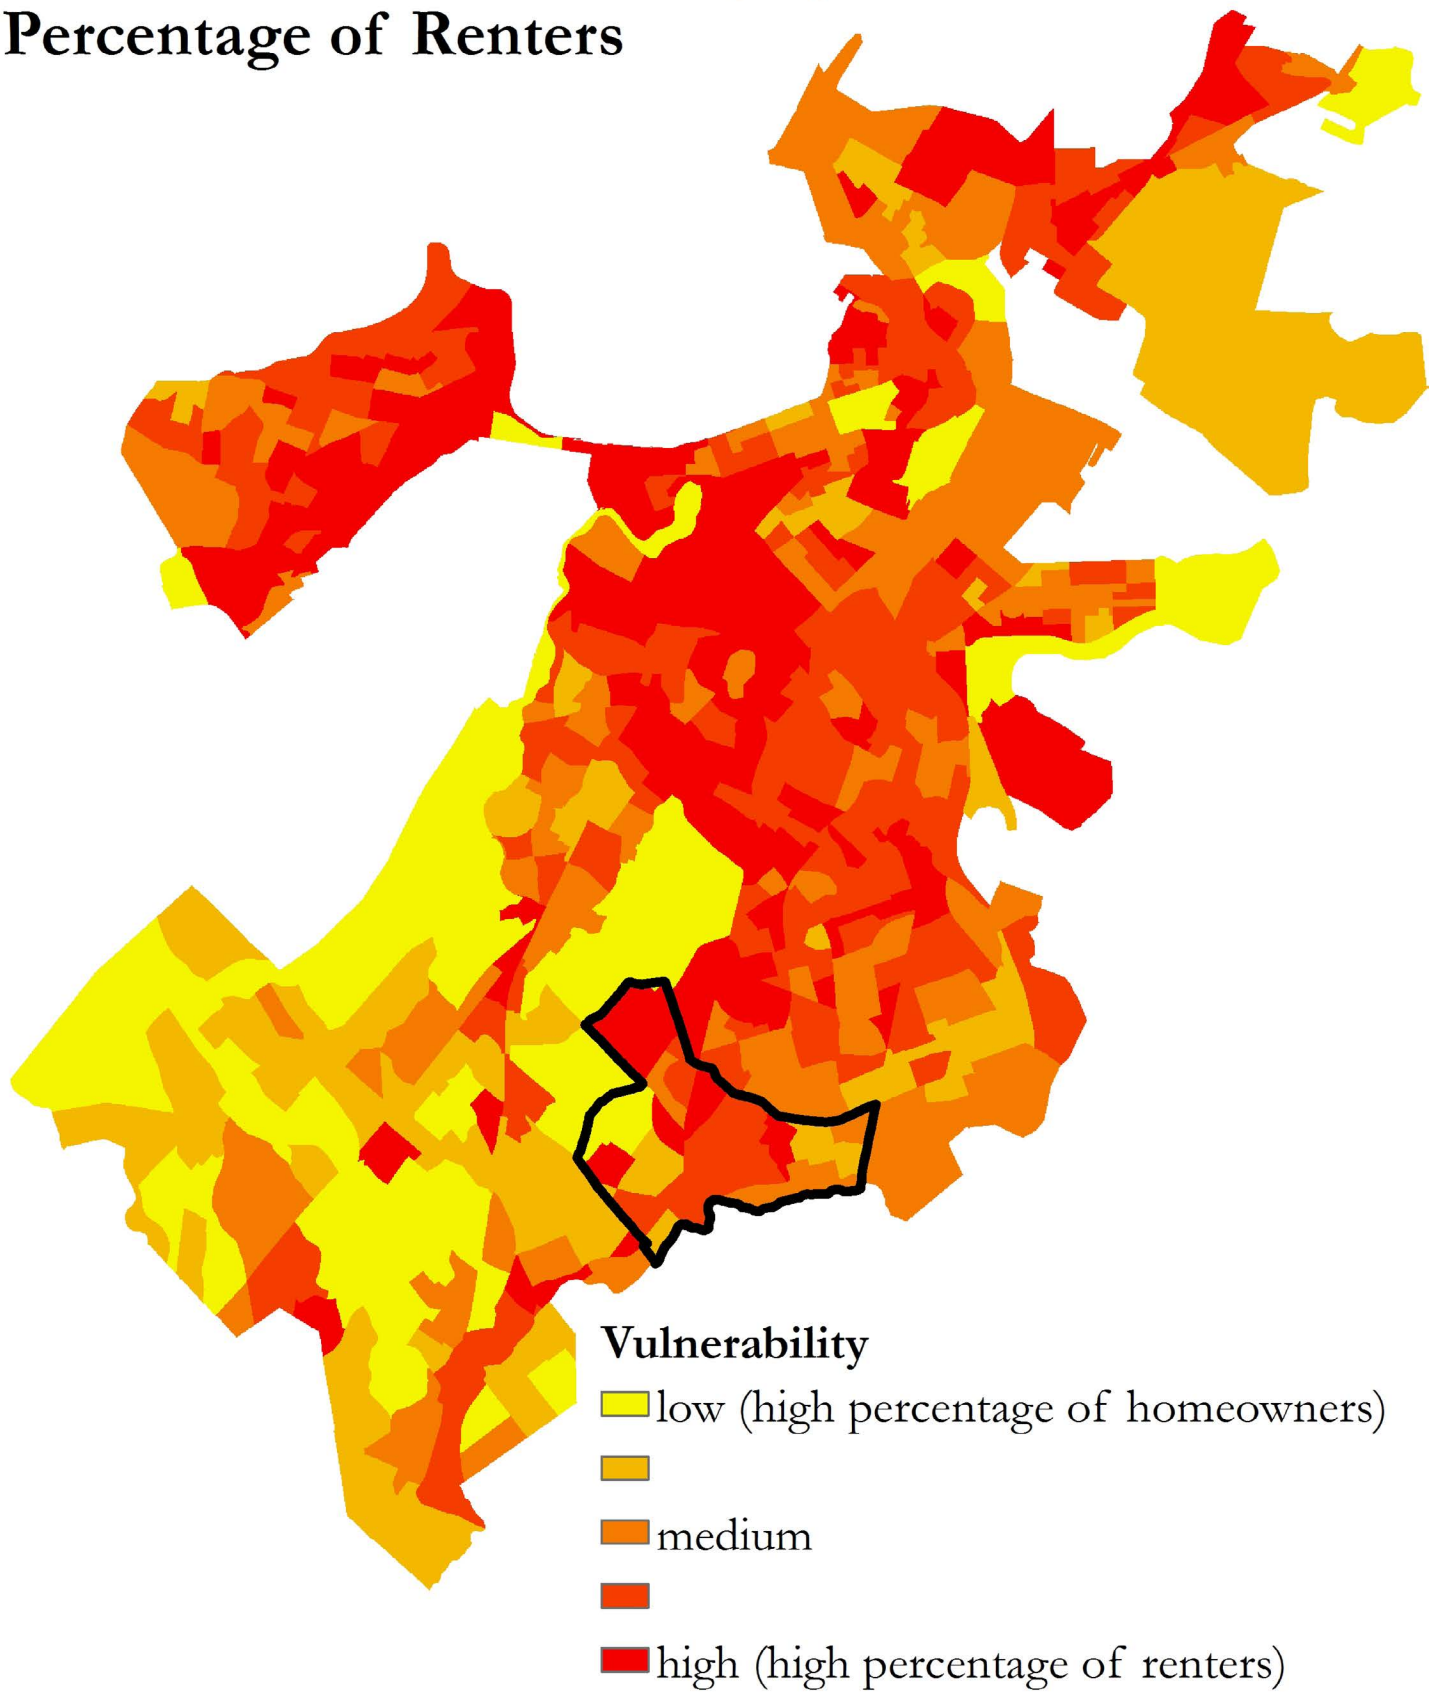 Percentage of Renters
Vulnerability
low (high percentage of homeowners)
medium
high (high percentage of renters)